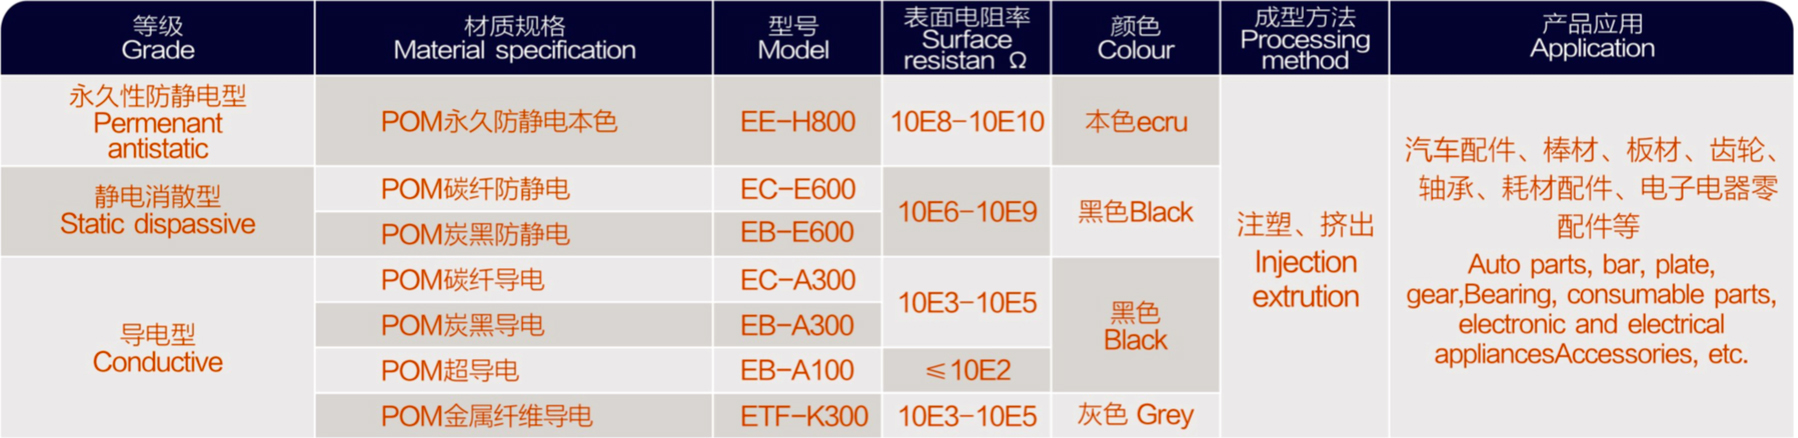 等级
Grade
材质规格
Material specification
型号
Model
表面电阻率
Surface
resistan Ω
颜色
Colour
成型方法
Processing
method
产品应用
Application
永久性防静电型
Permenant
antistatic
POM永久防静电本色
EE-H800
10E8-10E10
本色ecru
静电消散型
Static dispassive
POM碳纤防静电
EC-E600
POM炭黑防静电
EB-E600
10E6-10E9
黑色Black
导电型
Conductive
POM碳纤导电
EC-A300
POM炭黑导电
EB-A300
10E3-10E5
POM超导电
EB-A100
≤10E2
黑色
Black
POM金属纤维导电
ETF-K300
10E3-10E5
灰色 Grey
注塑、挤出
Injection
extrution
汽车配件、棒材、板材、齿轮、
轴承、耗材配件、电子电器零
配件等
Auto parts, bar, plate,
gear,Bearing, consumable parts,
electronic and electrical
appliancesAccessories, etc.